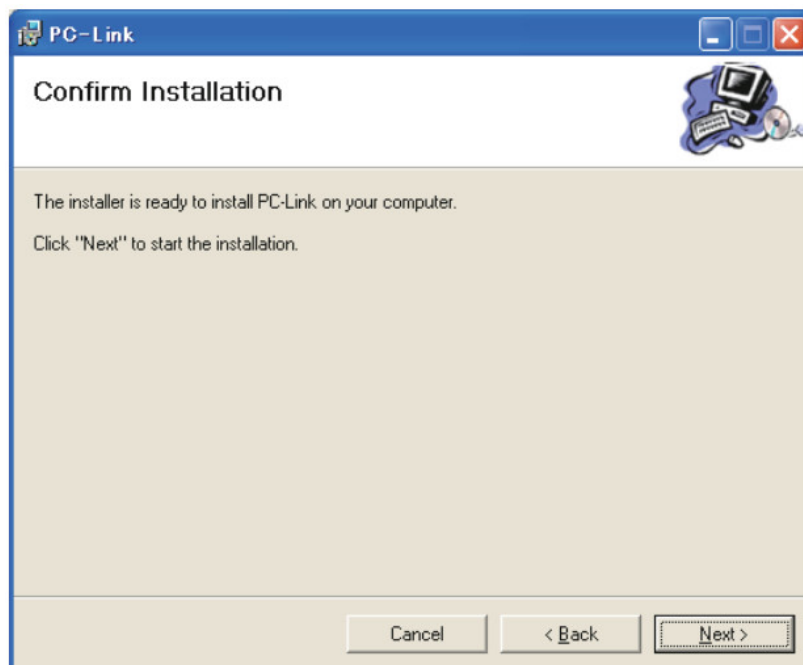 PC-Link
Confirm Installation
The installer is ready to install PC-Link on your computer.
Click "Next" to start the installation.
Cancel
< Back
Next >